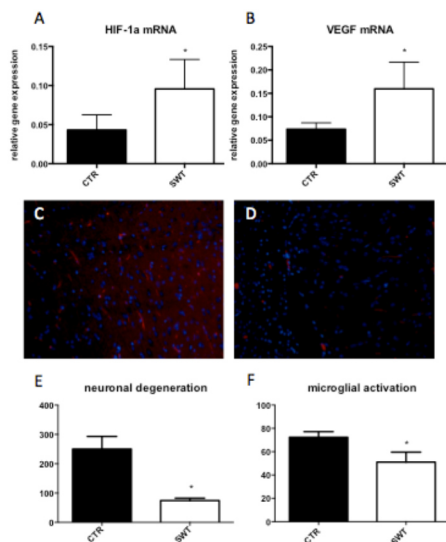 A HIF-1a mRNA
relative gene expression
0.15
0.10
0.05
0.00
*
CTR
SWT
B VEGF mRNA
relative gene expression
0.25
0.20
0.15
0.10
0.05
0.00
*
CTR
SWT
C
D
E neuronal degeneration
400
300
200
100
0
*
CTR
SWT
F microglial activation
100
80
60
40
20
0
*
CTR
SWT